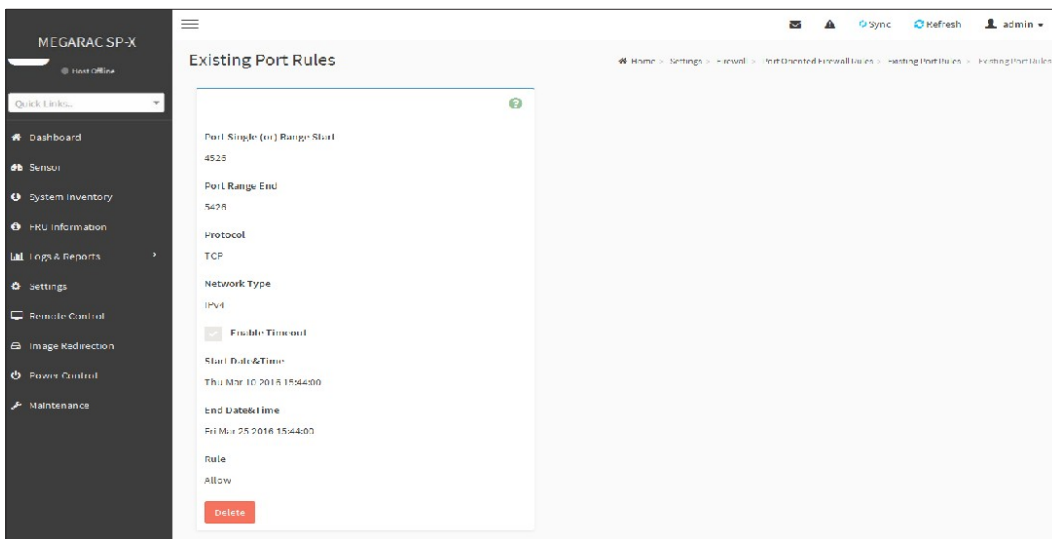 MEGARAC SP-X
Host Offline
Quick Links...
Dashboard
Sensor
System Inventory
FRU Information
Logs & Reports
Settings
Remote Control
Image Redirection
Power Control
Maintenance
Sync
Refresh
admin
Existing Port Rules
Home > Settings > Firewall > Port Oriented Firewall Rules > Existing Port Rules > Existing Port Rules
Port Single (or) Range Start
4526
Port Range End
5426
Protocol
TCP
Network Type
IPv4
Enable Timeout
Start Date&Time
Thu Mar 10 2016 15:44:00
End Date&Time
Fri Mar 25 2016 15:44:00
Rule
Allow
Delete